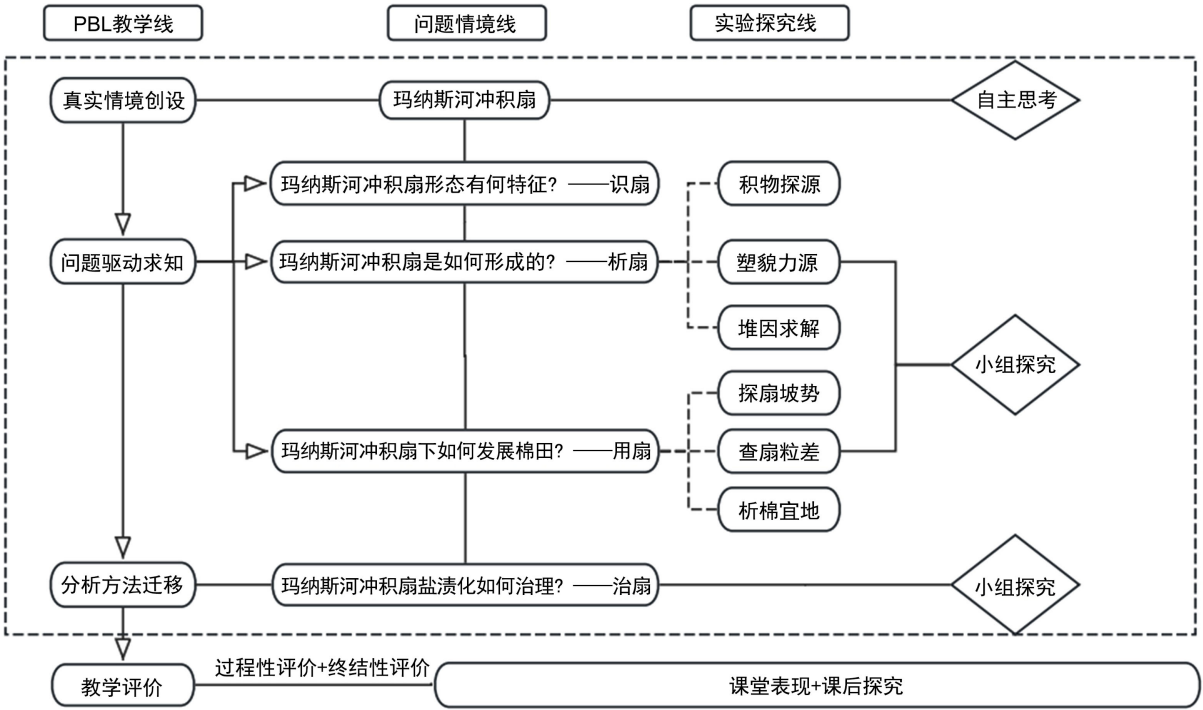 PBL教学线
问题情境线
实验探究线
真实情境创设
玛纳斯河冲积扇
自主思考
玛纳斯河冲积扇形态有何特征? ——识扇
积物探源
问题驱动求知
玛纳斯河冲积扇是如何形成的? ——析扇
塑貌力源
堆因求解
小组探究
探扇坡势
玛纳斯河冲积扇下如何发展棉田? ——用扇
查扇粒差
析棉宜地
分析方法迁移
玛纳斯河冲积扇盐渍化如何治理? ——治扇
小组探究
教学评价
过程性评价+终结性评价
课堂表现+课后探究